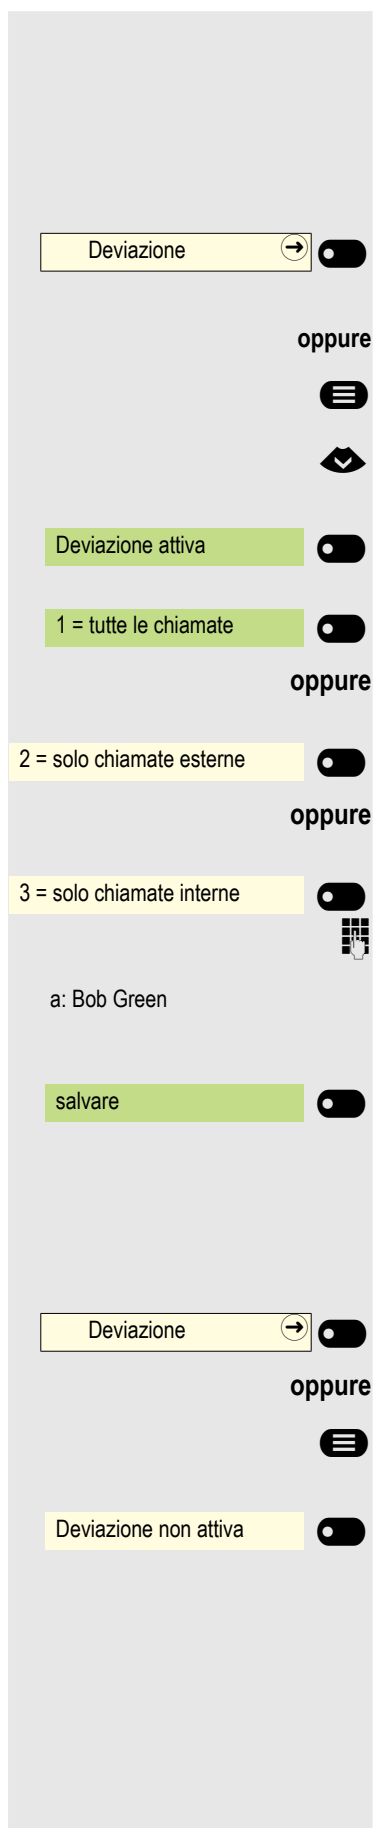 Deviazione
oppure
Deviazione attiva
1 = tutte le chiamate
oppure
2 = solo chiamate esterne
oppure
3 = solo chiamate interne
a: Bob Green
salvare
Deviazione
oppure
Deviazione non attiva